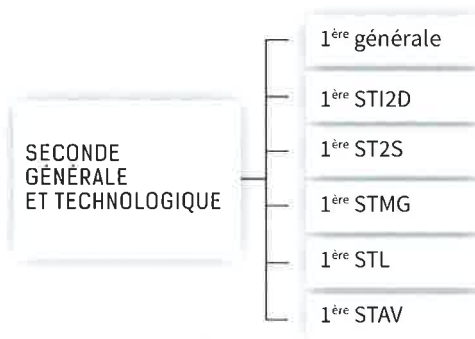 SECONDE
GÉNÉRALE
ET TECHNOLOGIQUE
1ère générale
1ère STI2D
1ère ST2S
1ère STMG
1ère STL
1ère STAV